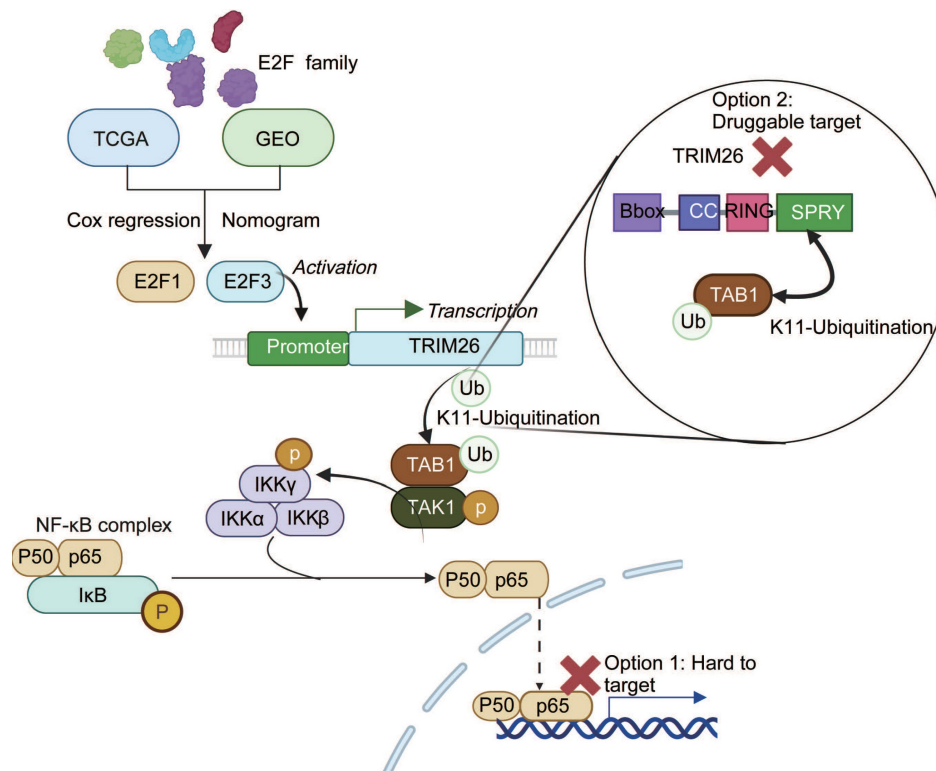 E2F family
TCGA
GEO
Cox regression
Nomogram
E2F1
E2F3
Activation
Transcription
Promoter
TRIM26
Ub
K11-Ubiquitination
TAB1
Ub
TAK1
p
p
IKKγ
IKKα
IKKβ
NF-κB complex
P50
p65
IκB
P
P50
p65
Option 1: Hard to
target
P50
p65
Option 2:
Druggable target
TRIM26
Bbox
CC
RING
SPRY
TAB1
Ub
K11-Ubiquitination